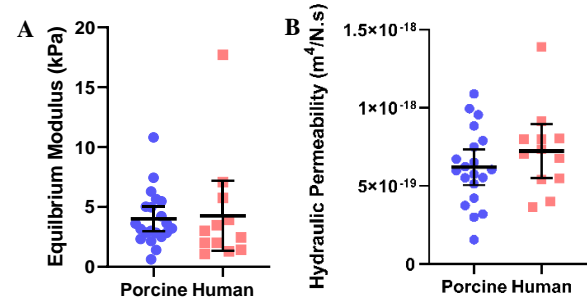 A
Equilbrium Modulus (kPa)
20
15
10
5
0
Porcine Human
B
Hydraulic Permeability (m⁴/N.s)
1.5×10⁻¹⁸
1×10⁻¹⁸
5×10⁻¹⁹
0
Porcine Human